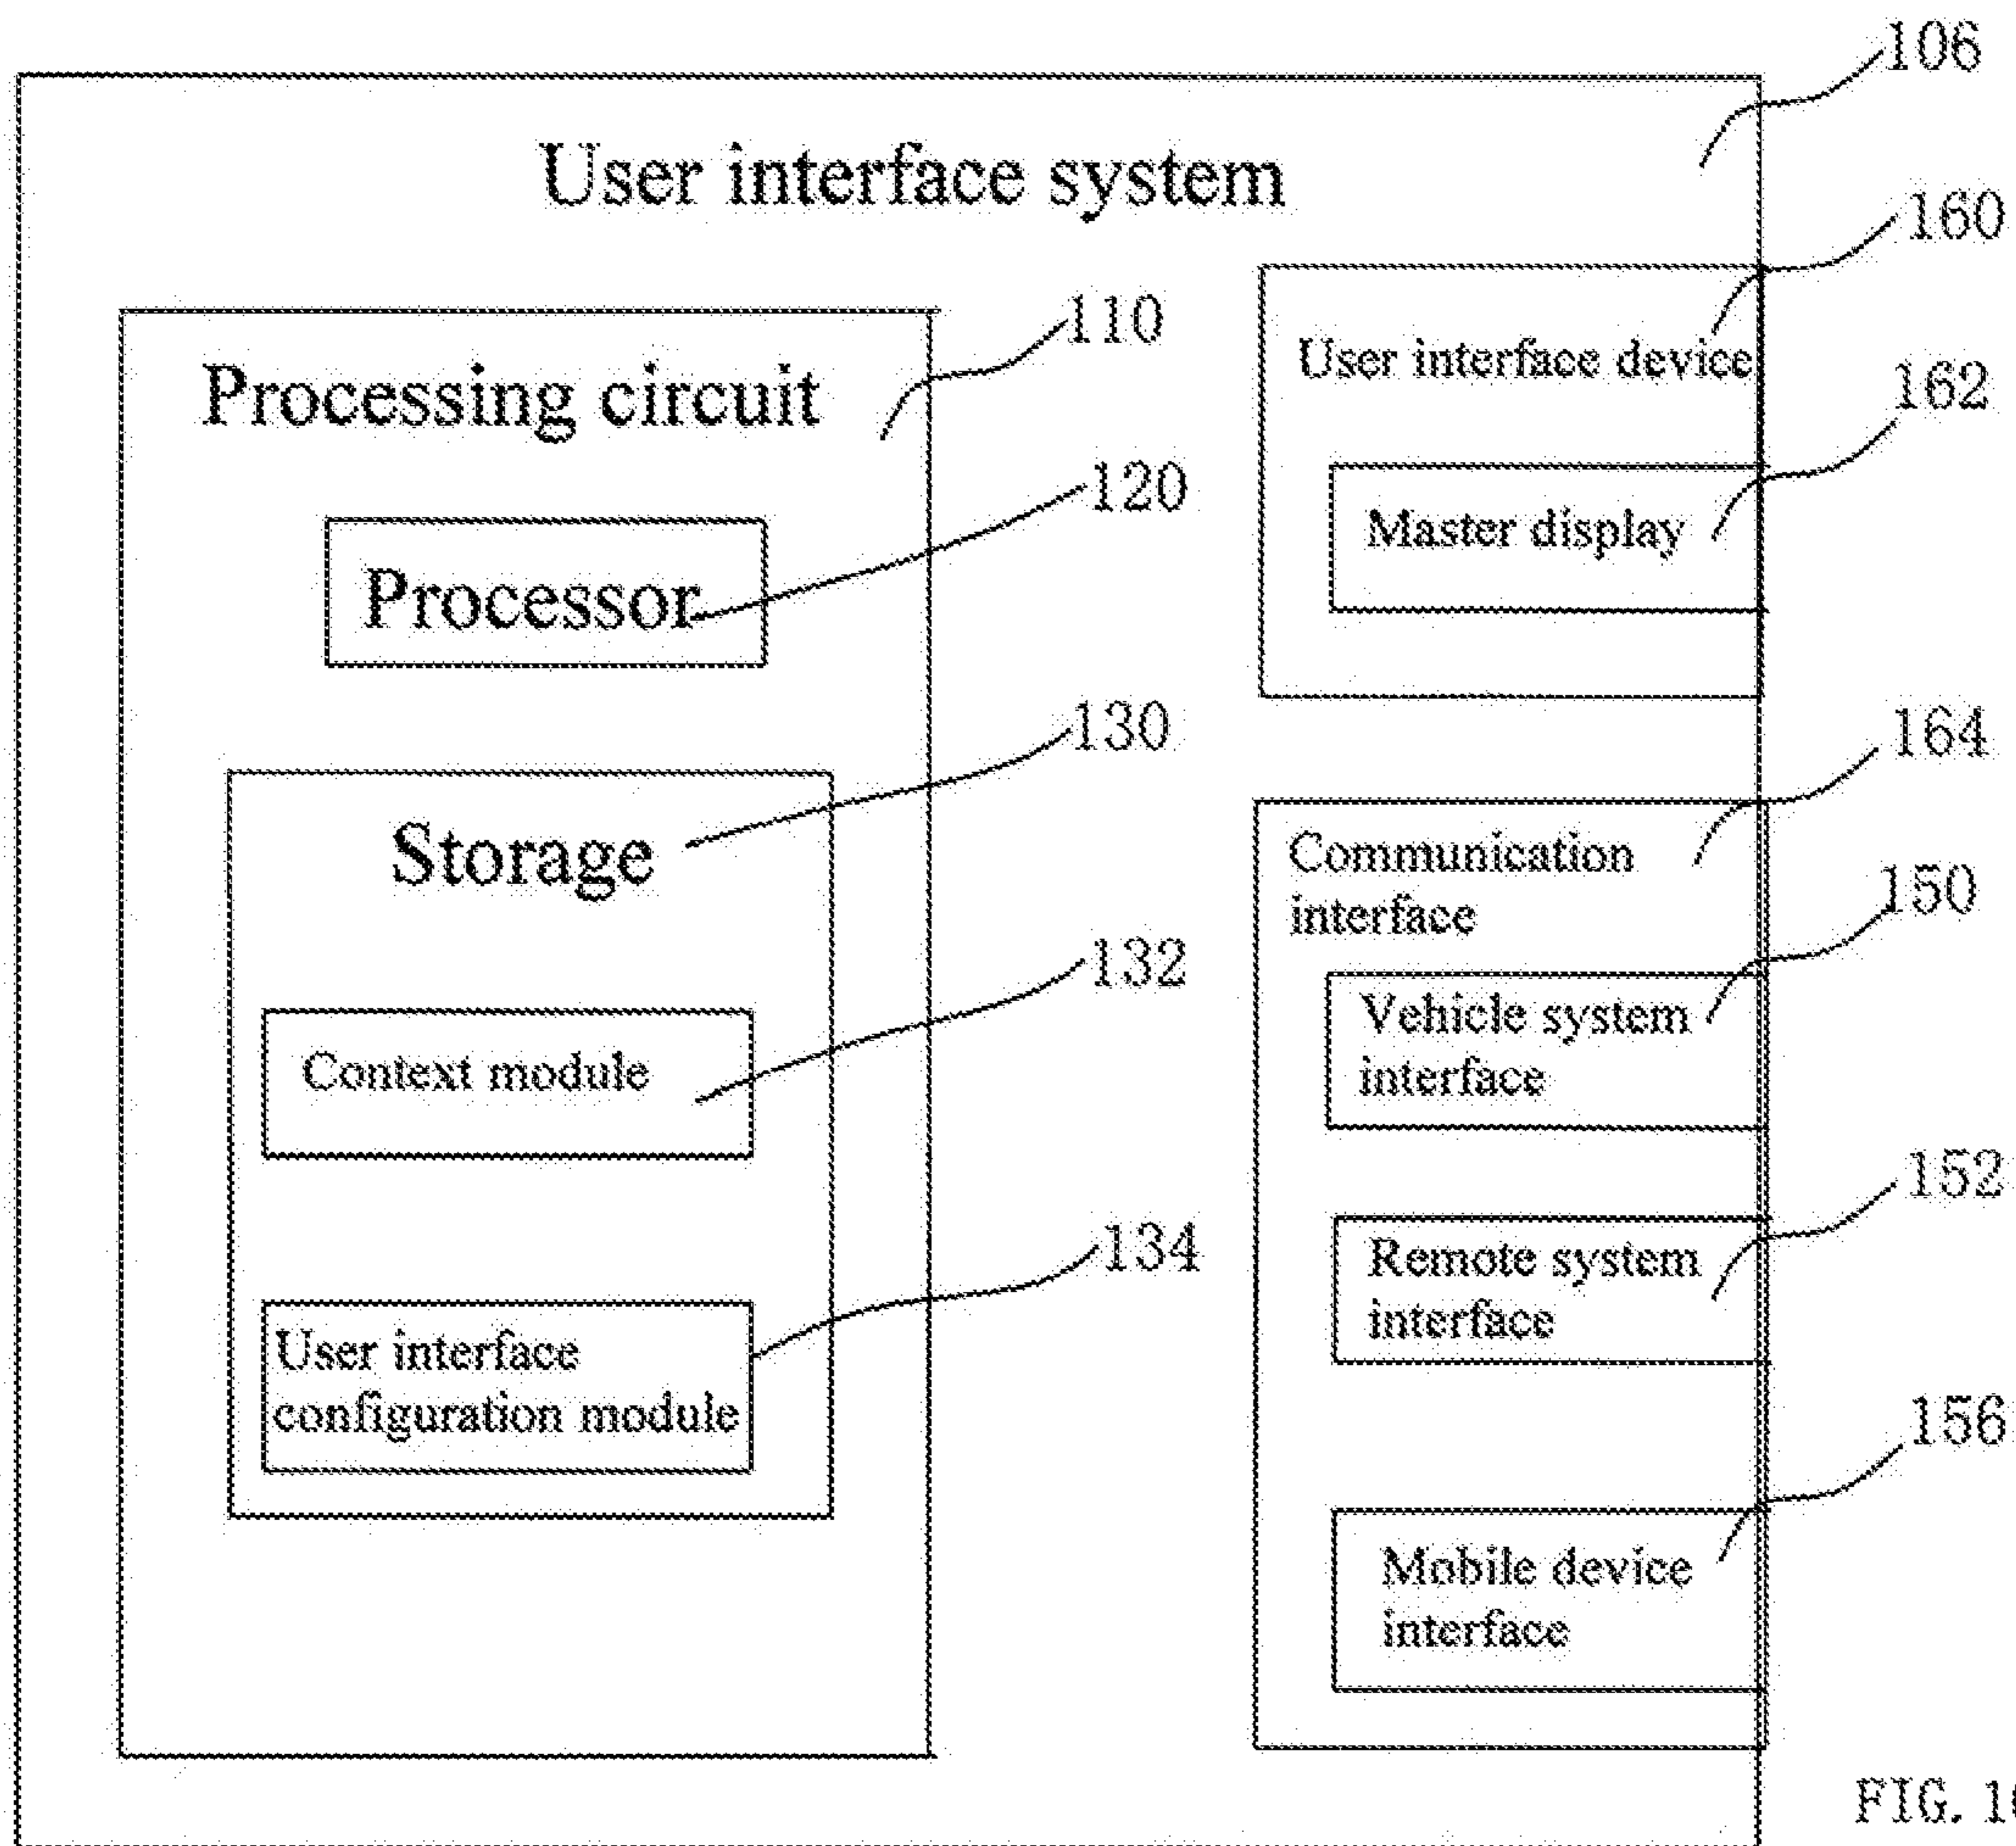 106
User interface system
160
110
Processing circuit
User interface device
162
120
Master display
Processor
130
164
Storage
Communication
interface
150
132
Vehicle system
interface
Context module
152
Remote system
interface
134
User interface
configuration module
156
Mobile device
interface